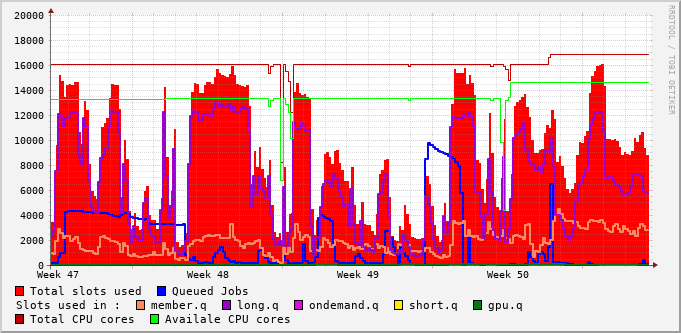 20000
18000
16000
14000
12000
10000
8000
6000
4000
2000
0
Week 47 Week 48 Week 49 Week 50
Total slots used Queued Jobs
Slots used in : member.q long.q ondemand.q short.q gpu.q
Total CPU cores Availale CPU cores
RRDTOOL / TOBI OETIKER